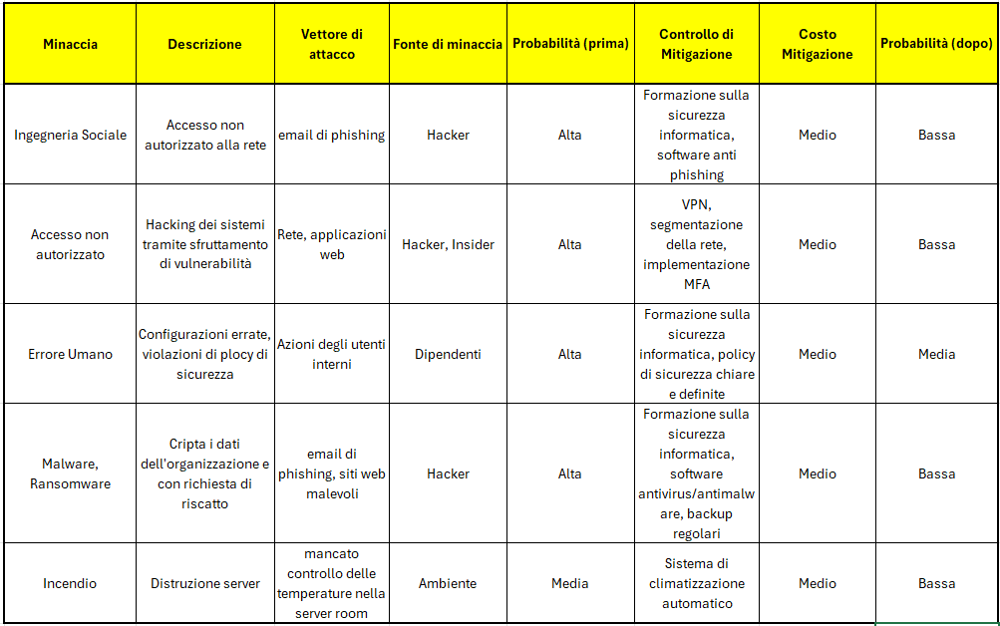 Minaccia
Descrizione
Vettore di
attacco
Fonte di minaccia
Probabilità (prima)
Controllo di
Mitigazione
Costo
Mitigazione
Probabilità (dopo)
Ingegneria Sociale
Accesso non
autorizzato alla rete
email di phishing
Hacker
Alta
Formazione sulla
sicurezza
informatica,
software anti
phishing
Medio
Bassa
Accesso non
autorizzato
Hacking dei sistemi
tramite sfruttamento
di vulnerabilità
Rete, applicazioni
web
Hacker, Insider
Alta
VPN,
segmentazione
della rete,
implementazione
MFA
Medio
Bassa
Errore Umano
Configurazioni errate,
violazioni di plocy di
sicurezza
Azioni degli utenti
interni
Dipendenti
Alta
Formazione sulla
sicurezza
informatica, policy
di sicurezza chiare
e definite
Medio
Media
Malware,
Ransomware
Cripta i dati
dell'organizzazione e
con richiesta di
riscatto
email di
phishing, siti web
malevoli
Hacker
Alta
Formazione sulla
sicurezza
informatica,
software
antivirus/antimalw
are, backup
regolari
Medio
Bassa
Incendio
Distruzione server
mancato
controllo delle
temperature nella
server room
Ambiente
Media
Sistema di
climatizzazione
automatico
Medio
Bassa